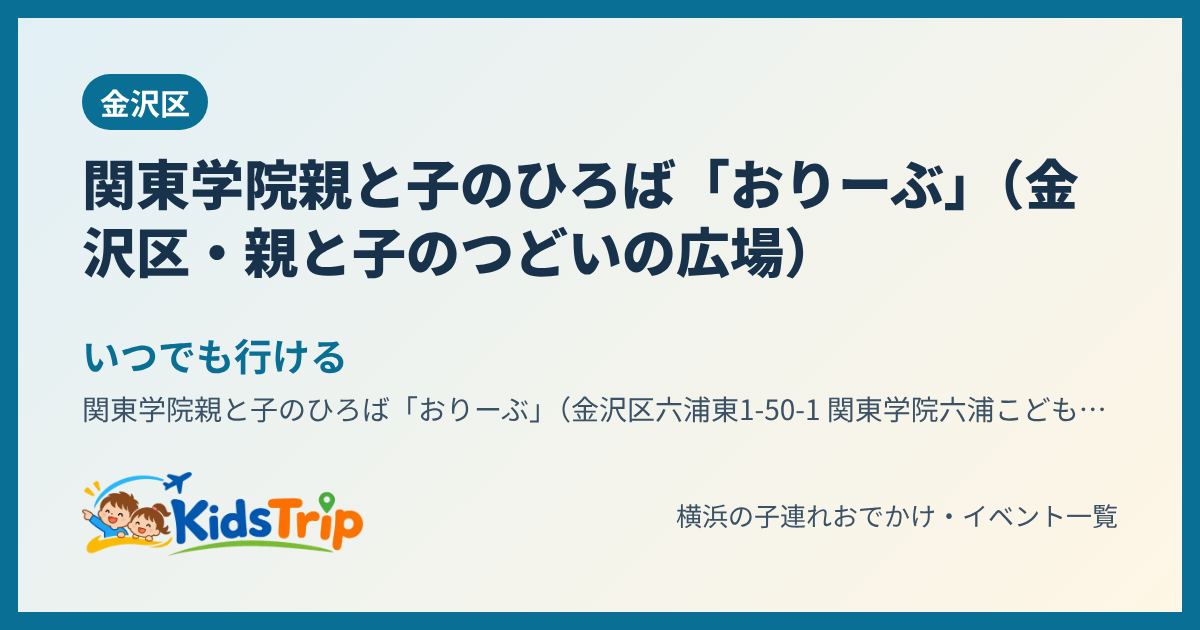 金沢区
関東学院親と子のひろば「おりーぶ」（金
沢区・親と子のつどいの広場）
いつでも行ける
関東学院親と子のひろば「おりーぶ」（金沢区六浦東1-50-1 関東学院六浦こども…
KidsTrip
横浜の子連れおでかけ・イベント一覧